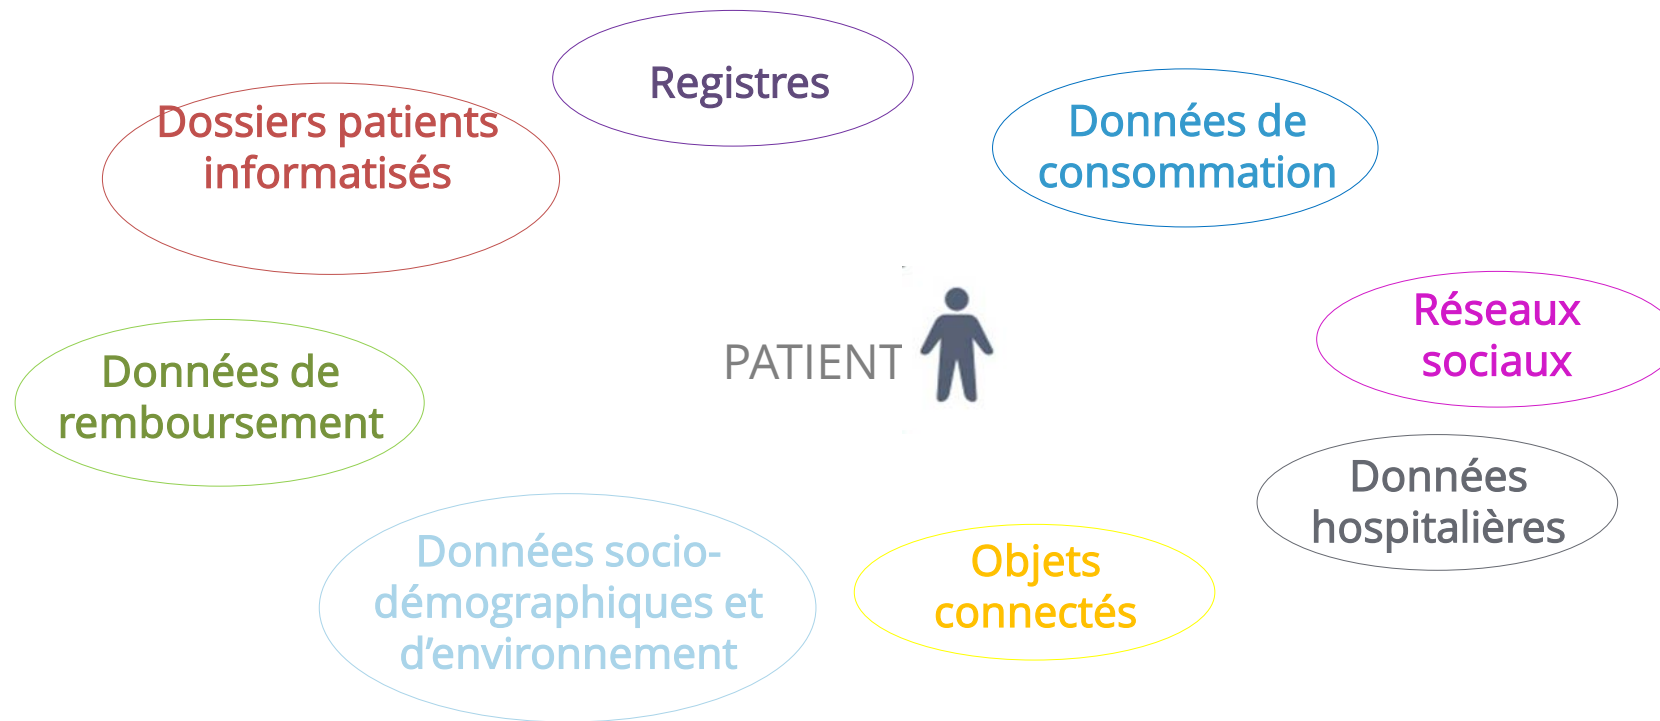 Registres
Dossiers patients
informatisés
Données de
consommation
Réseaux
sociaux
PATIENT
Données de
remboursement
Données
hospitalières
Données socio-
démographiques et
d’environnement
Objets
connectés